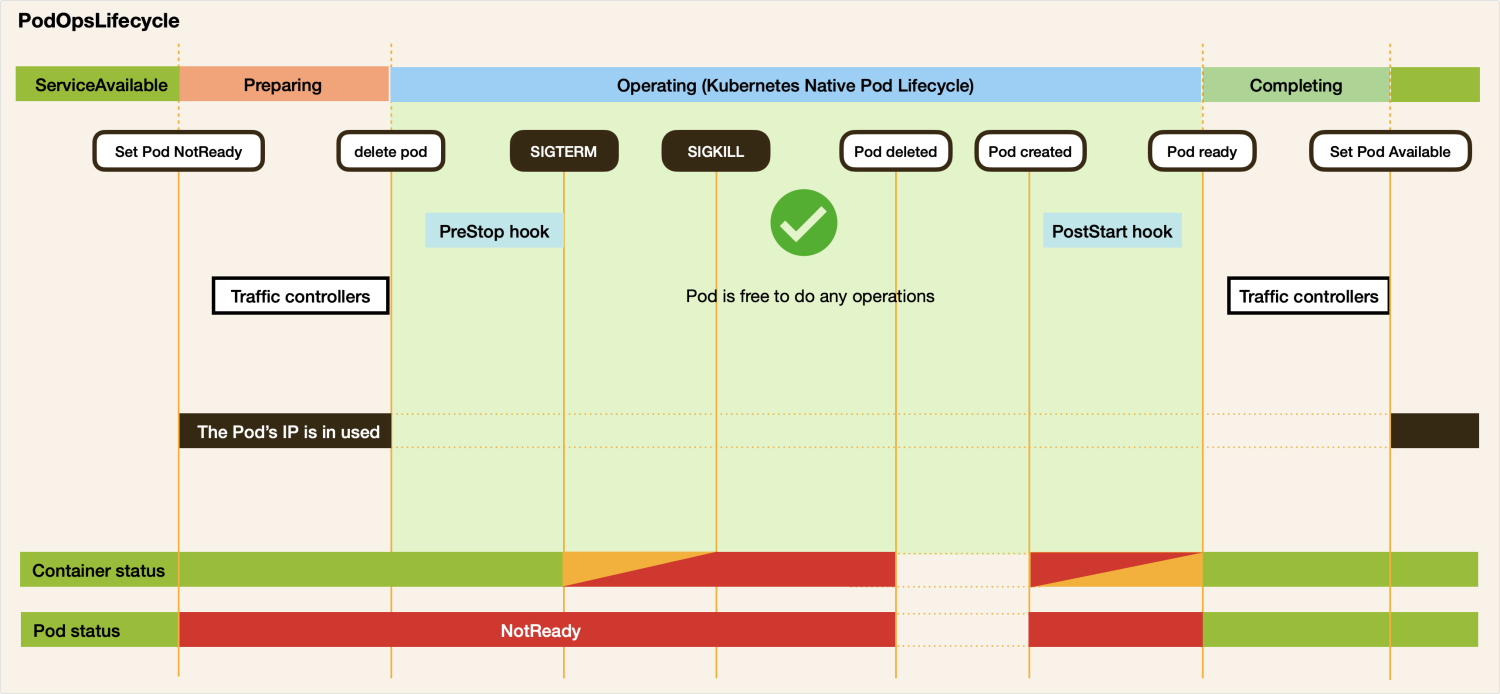 PodOpsLifecycle
ServiceAvailable
Preparing
Operating (Kubernetes Native Pod Lifecycle)
Completing
Set Pod NotReady
delete pod
SIGTERM
SIGKILL
Pod deleted
Pod created
Pod ready
Set Pod Available
PreStop hook
PostStart hook
Traffic controllers
Pod is free to do any operations
Traffic controllers
The Pod’s IP is in used
Container status
Pod status
NotReady